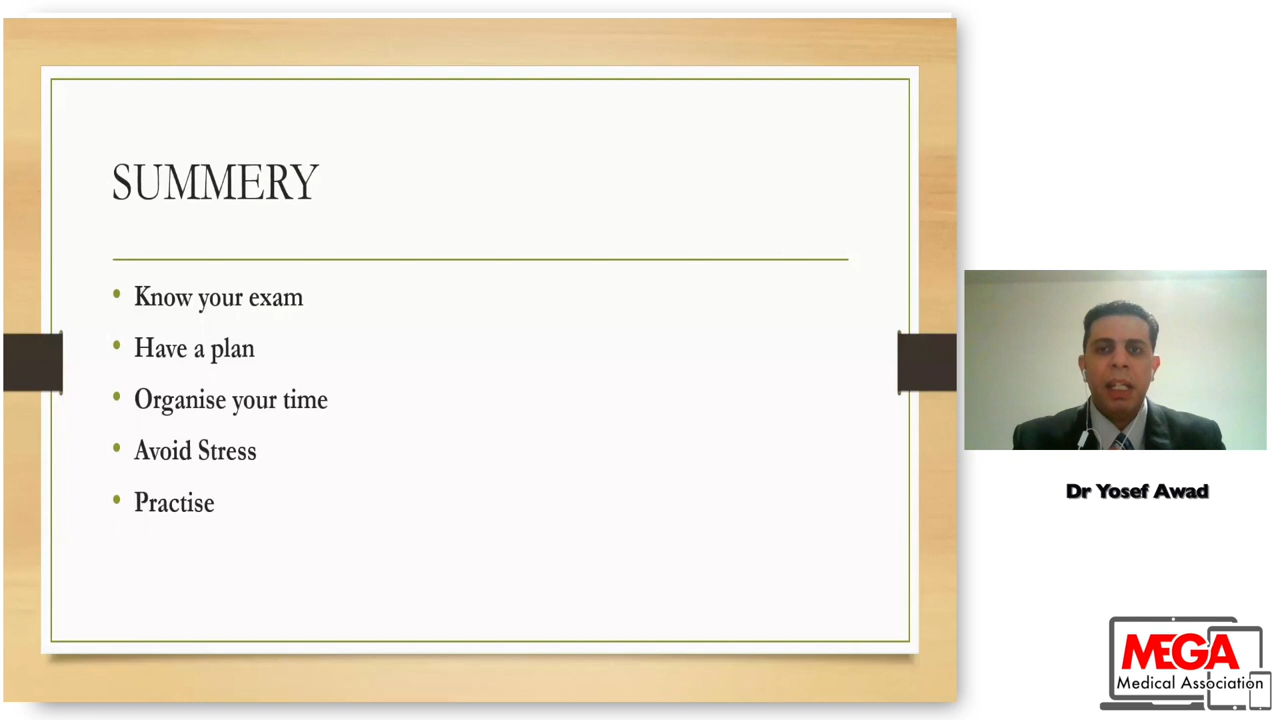 SUMMERY
Know your exam
Have a plan
Organise your time
Avoid Stress
Practise
Dr Yosef Awad
MEGA
Medical Association